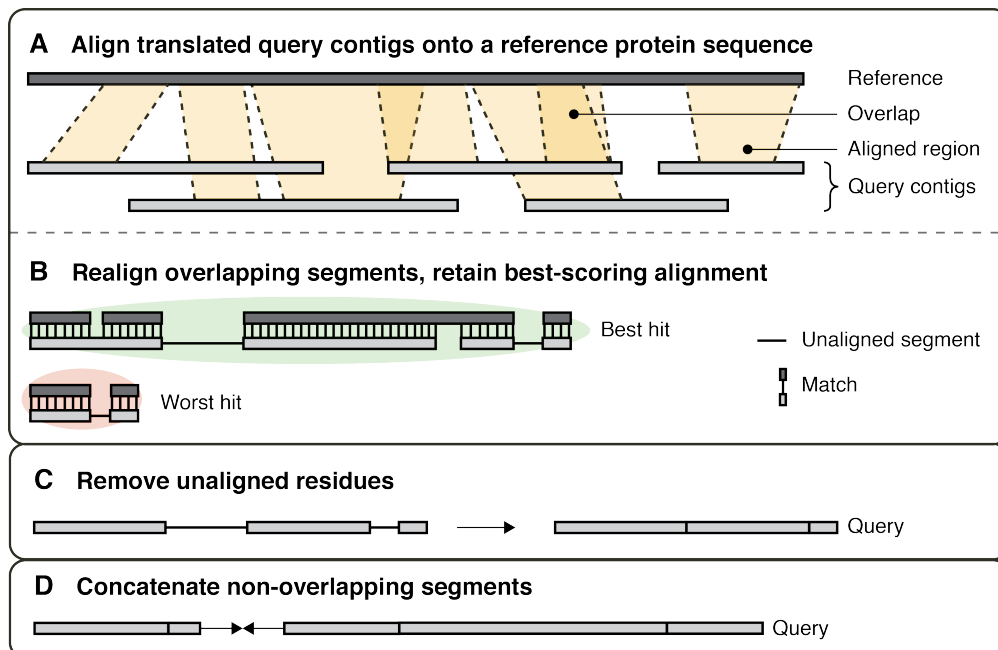 A Align translated query contigs onto a reference protein sequence
Reference
Overlap
Aligned region
Query contigs
B Realign overlapping segments, retain best-scoring alignment
Best hit
Unaligned segment
Match
Worst hit
C Remove unaligned residues
Query
D Concatenate non-overlapping segments
Query